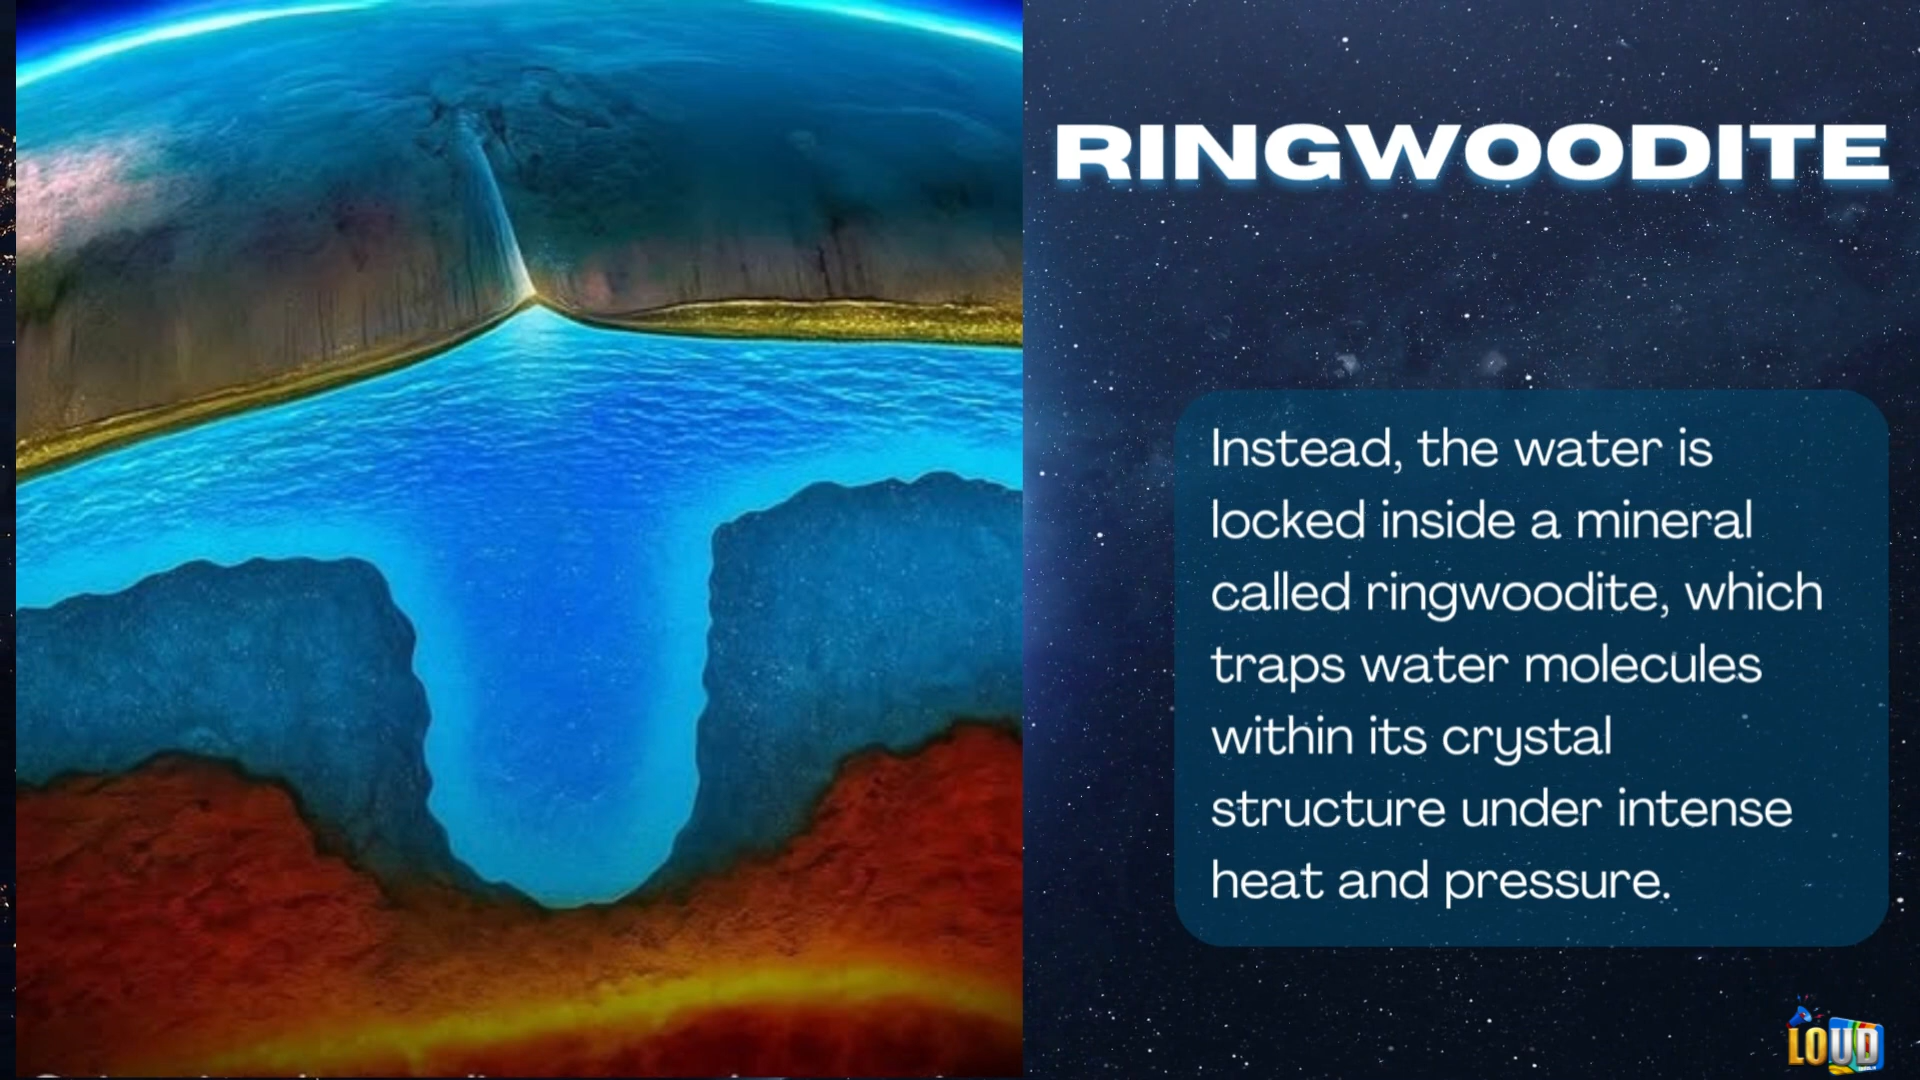 RINGWOODITE
Instead, the water is
locked inside a mineral
called ringwoodite, which
traps water molecules
within its crystal
structure under intense
heat and pressure.
LOUD